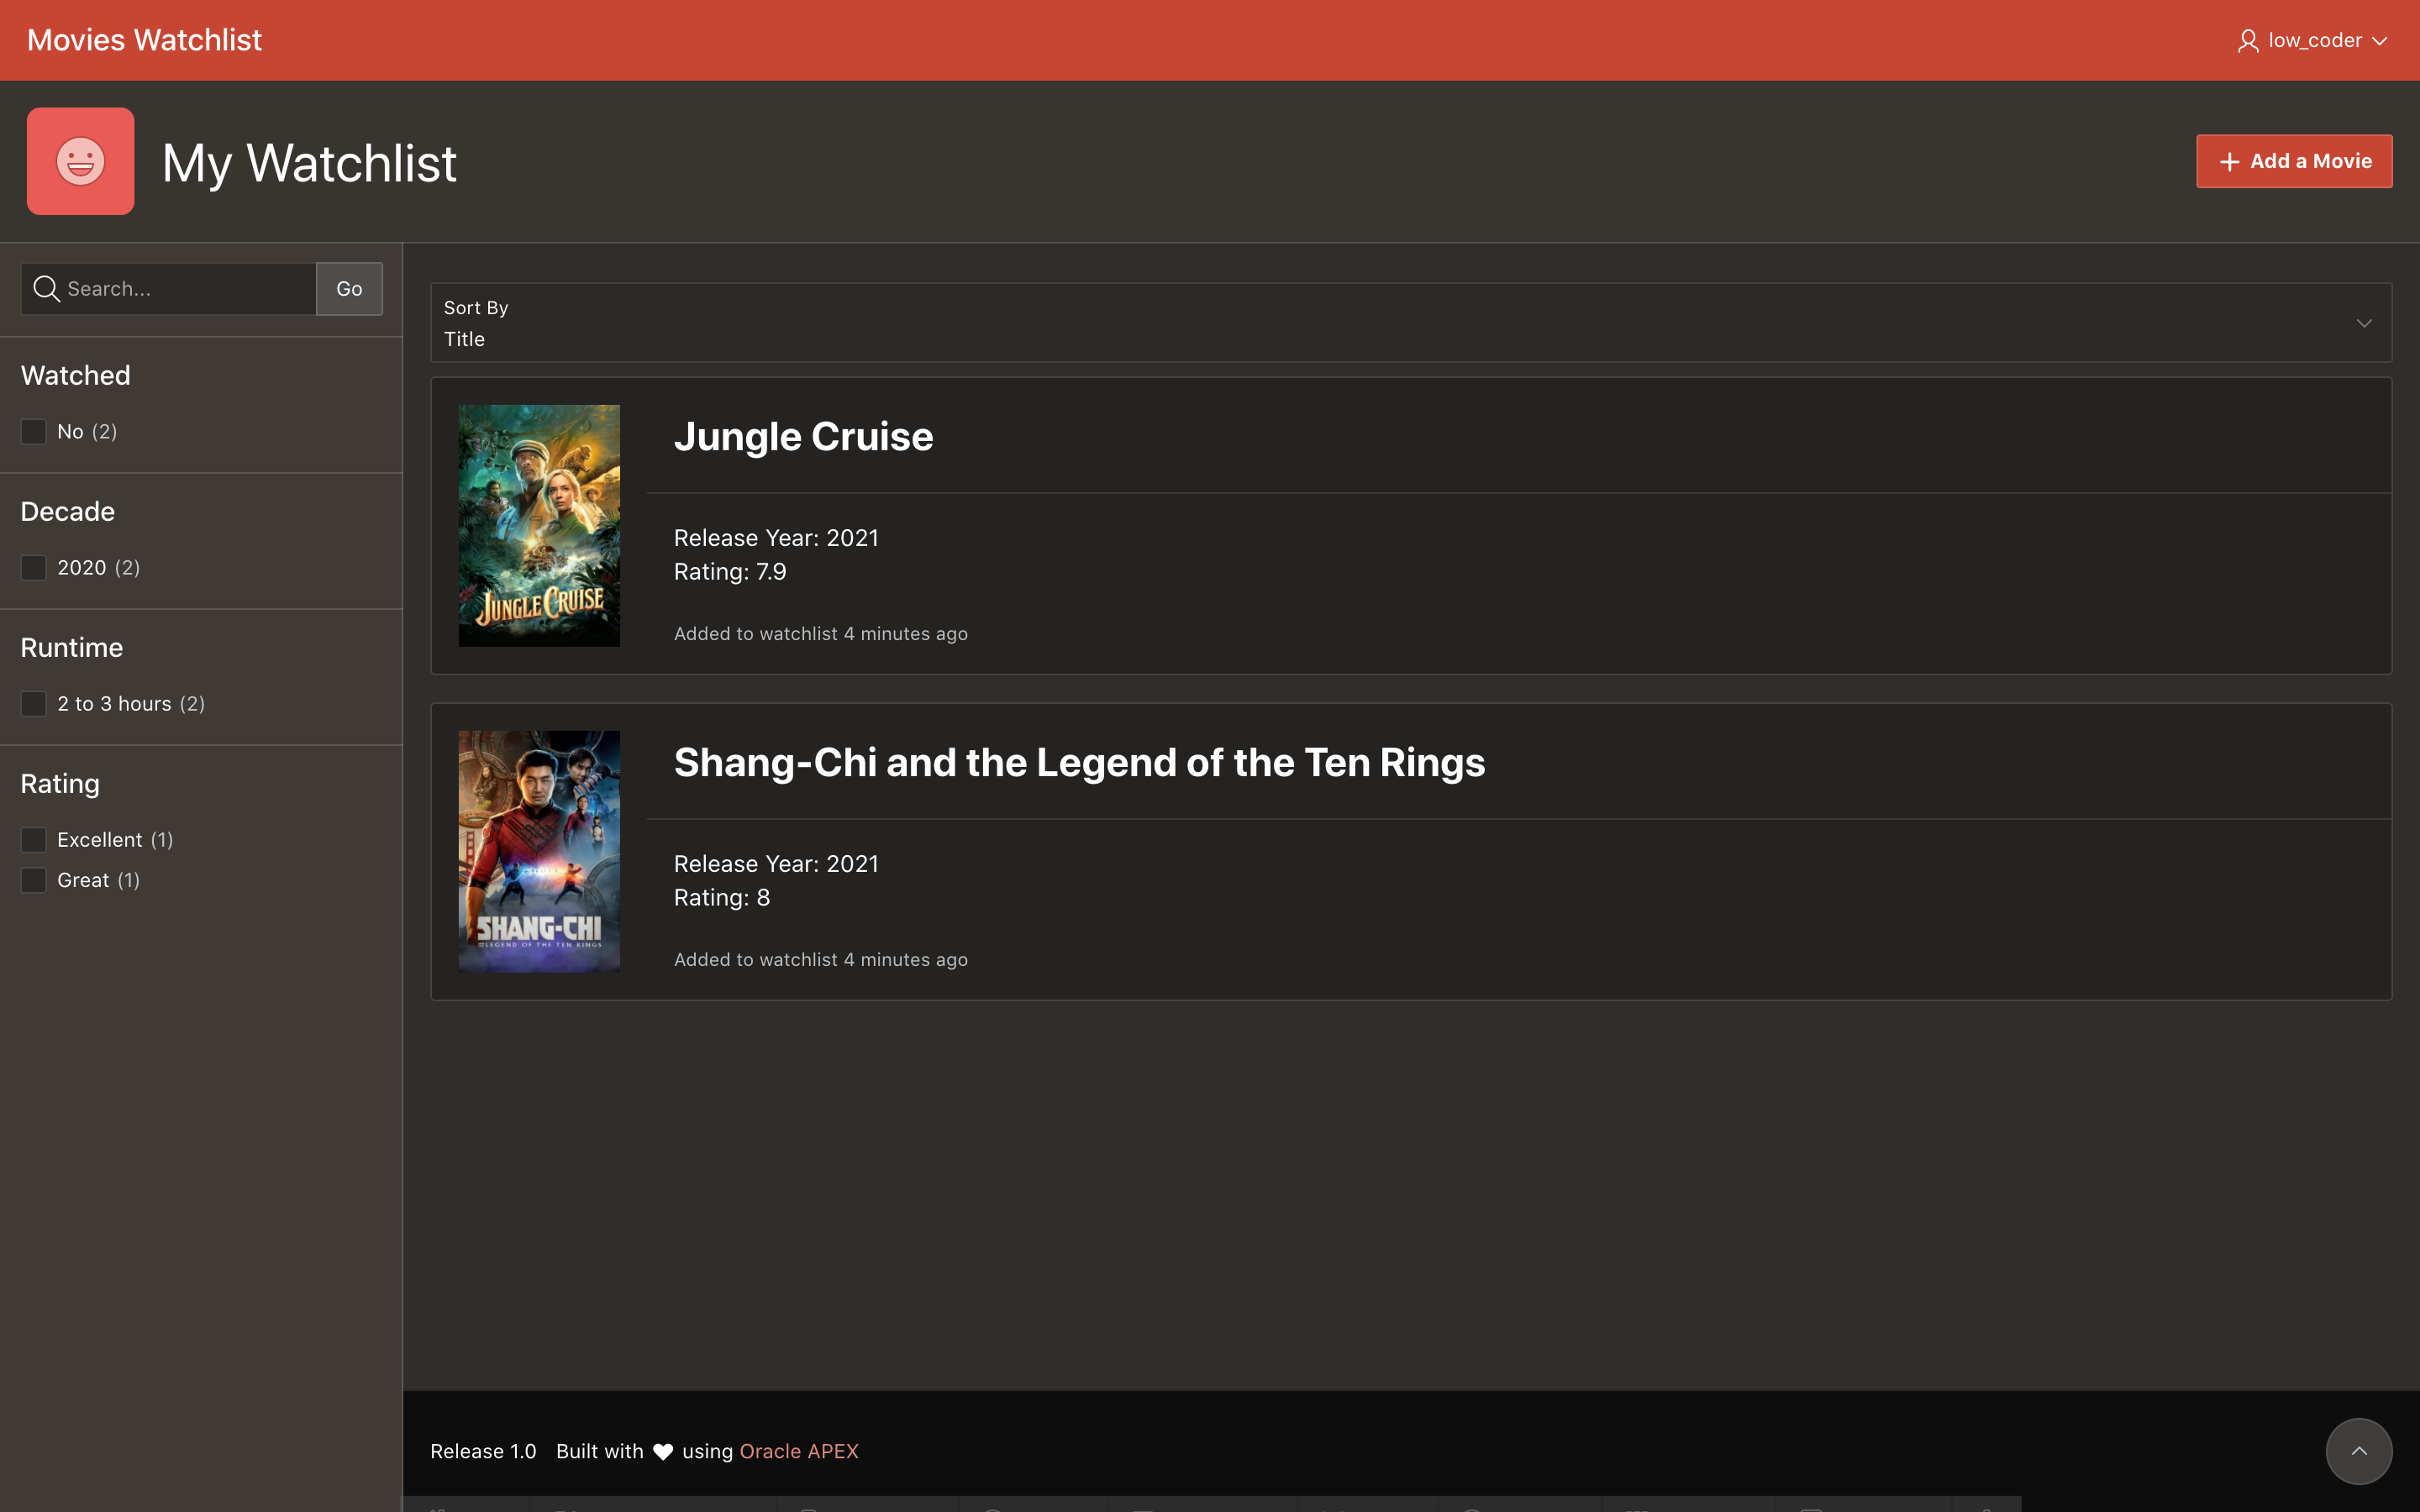 Movies Watchlist
low_coder
My Watchlist
Add a Movie
Search...
Go
Watched
No (2)
Decade
2020 (2)
Runtime
2 to 3 hours (2)
Rating
Excellent (1)
Great (1)
Sort By
Title
JUNGLE CRUISE
Jungle Cruise
Release Year: 2021
Rating: 7.9
Added to watchlist 4 minutes ago
SHANG-CHI
AND THE LEGEND OF THE TEN RINGS
Shang-Chi and the Legend of the Ten Rings
Release Year: 2021
Rating: 8
Added to watchlist 4 minutes ago
Release 1.0 Built with ♥ using Oracle APEX